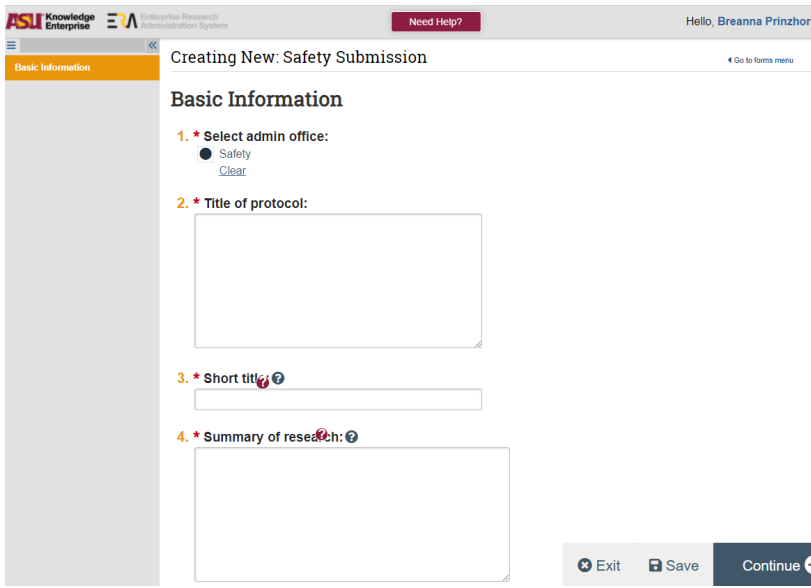 ASU Knowledge Enterprise
ERA Enterprise Research Administration System
Need Help?
Hello, Breanna Prinzhor
Basic Information
Creating New: Safety Submission
Go to forms menu
Basic Information
1. * Select admin office:
Safety
Clear
2. * Title of protocol:
3. * Short title:
4. * Summary of research:
Exit
Save
Continue